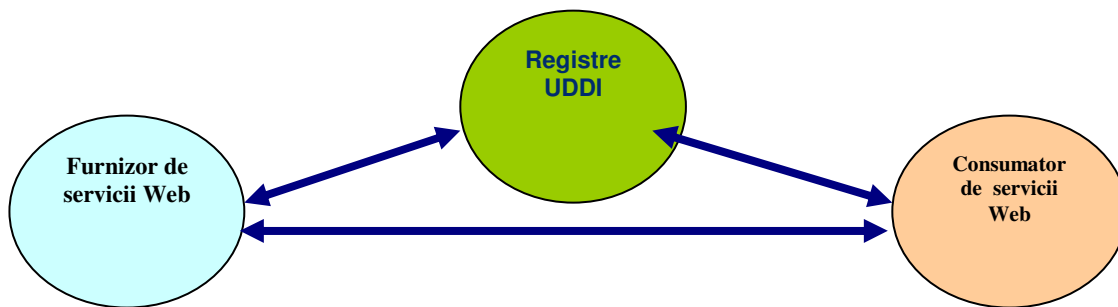 Registre
UDDI
Furnizor de
servicii Web
Consumator
de servicii
Web